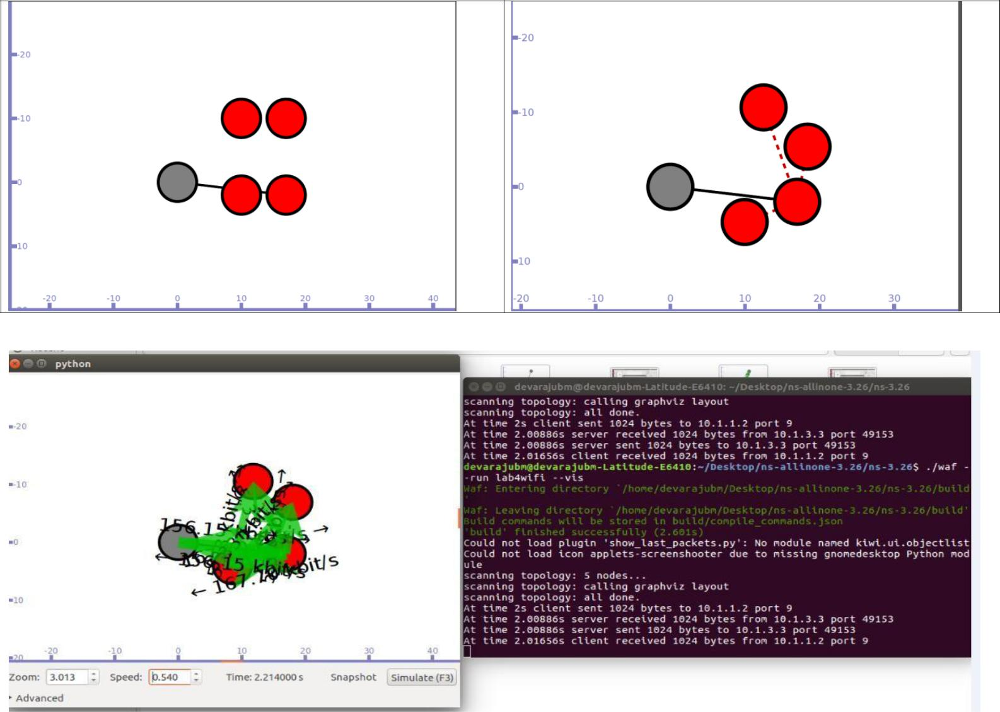 -20
-10
0
10
-20
-10
0
10
20
30
40
-20
-10
0
10
-20
-10
0
10
20
30
python
-20
-10
0
10
20
-20
-10
0
10
20
30
40
156.15 kbit/s
167.
Zoom: 3.013 Speed: 0.540 Time: 2.214000 s Snapshot Simulate (F3)
Advanced
devarajubm@devarajubm-Latitude-E6410: ~/Desktop/ns-allinone-3.26/ns-3.26
scanning topology: calling graphviz layout
scanning topology: all done.
At time 2s client sent 1024 bytes to 10.1.1.2 port 9
At time 2.00886s server received 1024 bytes from 10.1.3.3 port 49153
At time 2.00886s server sent 1024 bytes to 10.1.3.3 port 49153
At time 2.01656s client received 1024 bytes from 10.1.1.2 port 9
devarajubm@devarajubm-Latitude-E6410:~/Desktop/ns-allinone-3.26/ns-3.26$ ./waf -
-run lab4wifi --vis
Waf: Entering directory `/home/devarajubm/Desktop/ns-allinone-3.26/ns-3.26/build
'
Waf: Leaving directory `/home/devarajubm/Desktop/ns-allinone-3.26/ns-3.26/build'
Build commands will be stored in build/compile_commands.json
'build' finished successfully (2.601s)
Could not load plugin 'show_last_packets.py': No module named kiwi.ui.objectlist
Could not load icon applets-screenshooter due to missing gnomedesktop Python mod
ule
scanning topology: 5 nodes...
scanning topology: calling graphviz layout
scanning topology: all done.
At time 2s client sent 1024 bytes to 10.1.1.2 port 9
At time 2.00886s server received 1024 bytes from 10.1.3.3 port 49153
At time 2.00886s server sent 1024 bytes to 10.1.3.3 port 49153
At time 2.01656s client received 1024 bytes from 10.1.1.2 port 9